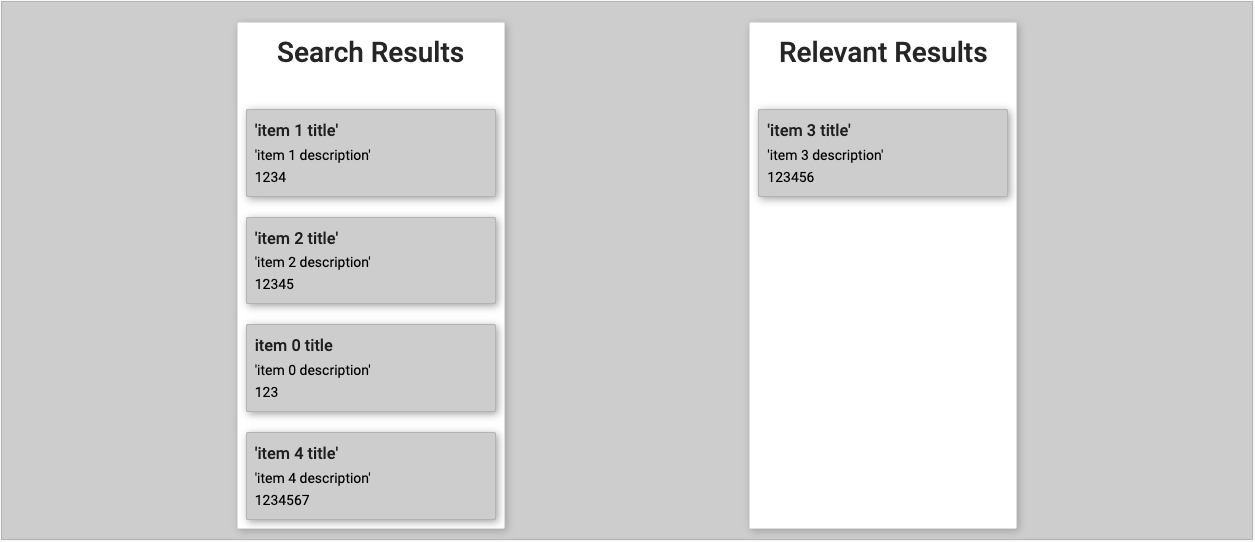 Search Results
'item 1 title'
'item 1 description'
1234
'item 2 title'
'item 2 description'
12345
item 0 title
'item 0 description'
123
'item 4 title'
'item 4 description'
1234567
Relevant Results
'item 3 title'
'item 3 description'
123456